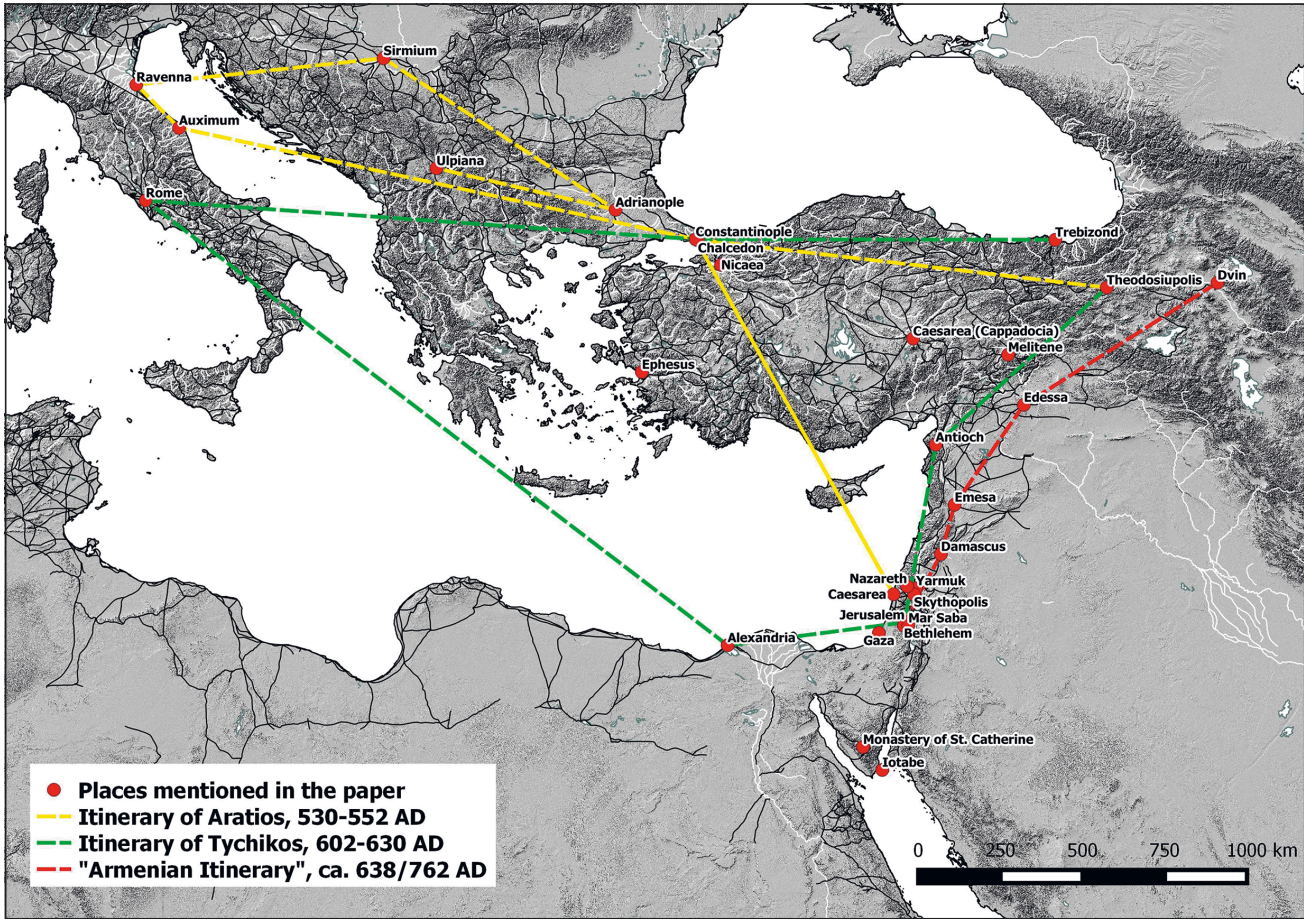 Sirmium
Ravenna
Auximum
Ulpiana
Rome
Adrianople
Constantinople
Chalcedon
Nicaea
Trebizond
Theodosiupolis
Dvin
Caesarea (Cappadocia)
Melitene
Ephesus
Edessa
Antioch
Emesa
Damascus
Nazareth
Yarmuk
Caesarea
Skythopolis
Jerusalem
Mar Saba
Alexandria
Bethlehem
Gaza
Monastery of St. Catherine
Iotabe
Places mentioned in the paper
Itinerary of Aratios, 530-552 AD
Itinerary of Tychikos, 602-630 AD
"Armenian Itinerary", ca. 638/762 AD
0 250 500 750 1000 km